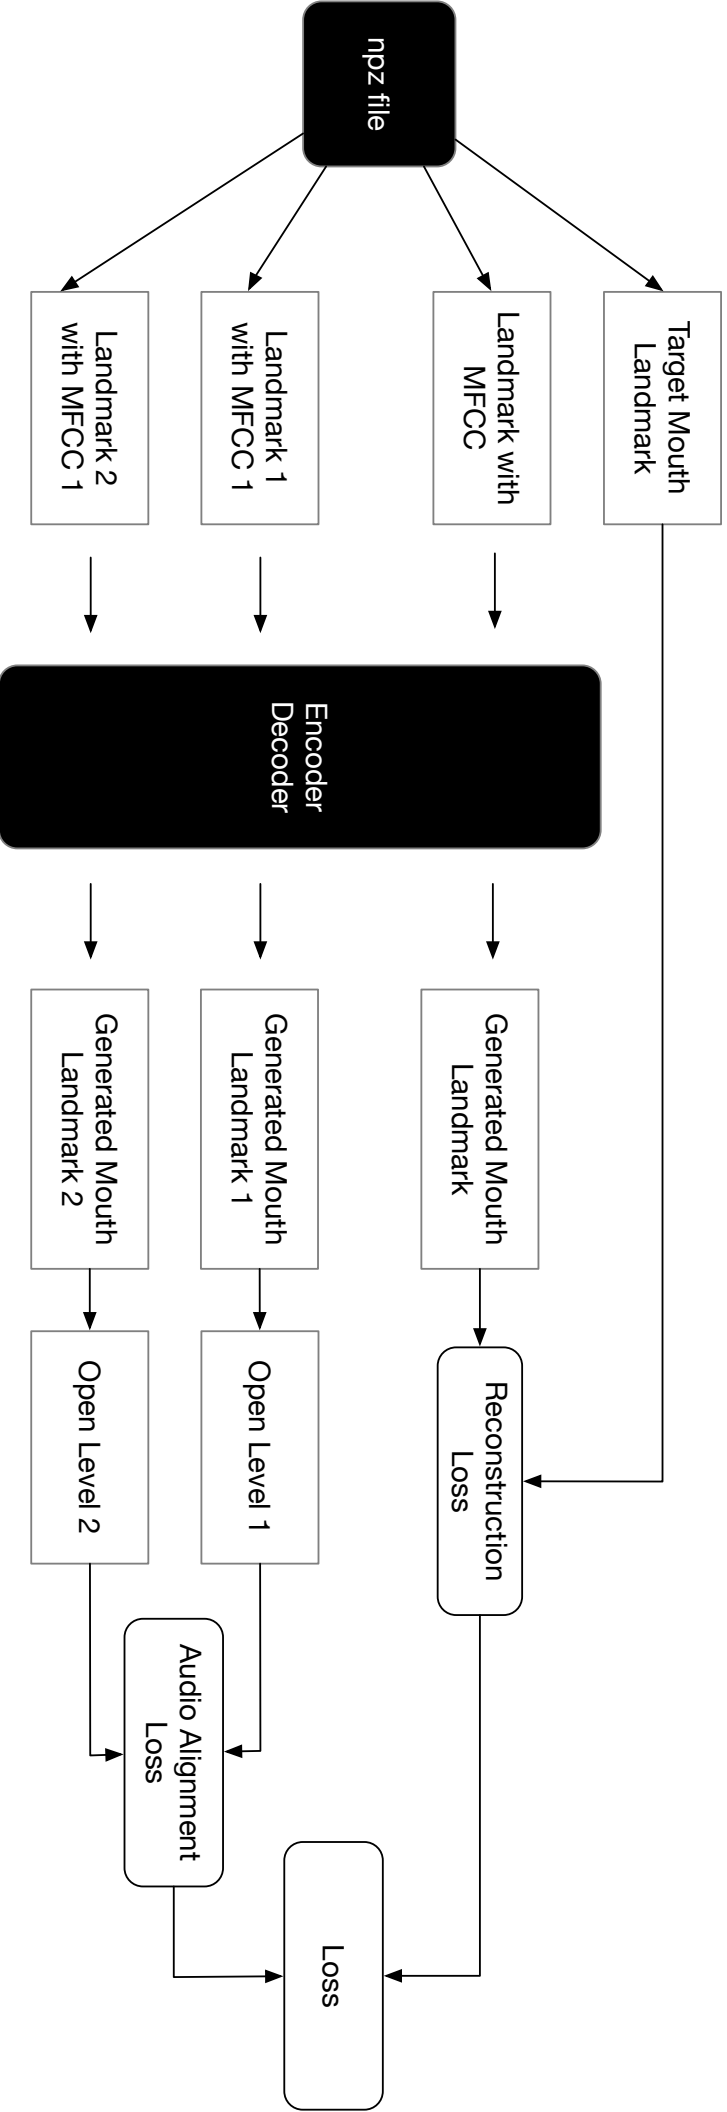 npz file
Target Mouth
Landmark
Landmark with
MFCC
Landmark 1
with MFCC 1
Landmark 2
with MFCC 1
Encoder
Decoder
Generated Mouth
Landmark
Generated Mouth
Landmark 1
Generated Mouth
Landmark 2
Reconstruction
Loss
Open Level 1
Open Level 2
Audio Alignment
Loss
Loss